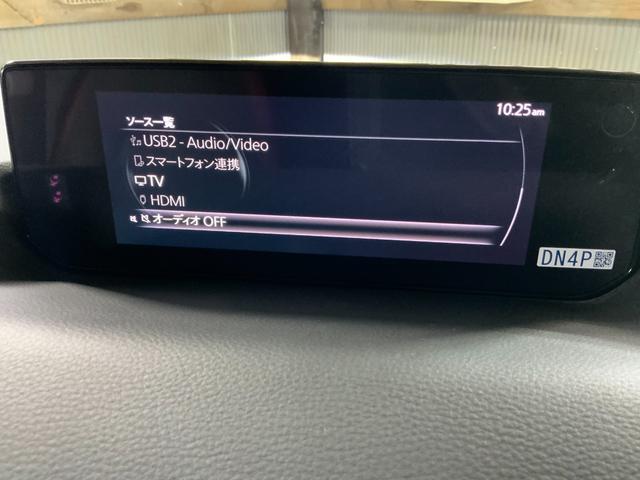 10:25am
ソース一覧
USB2 - Audio/Video
スマートフォン連携
TV
HDMI
オーディオ OFF
DN4P